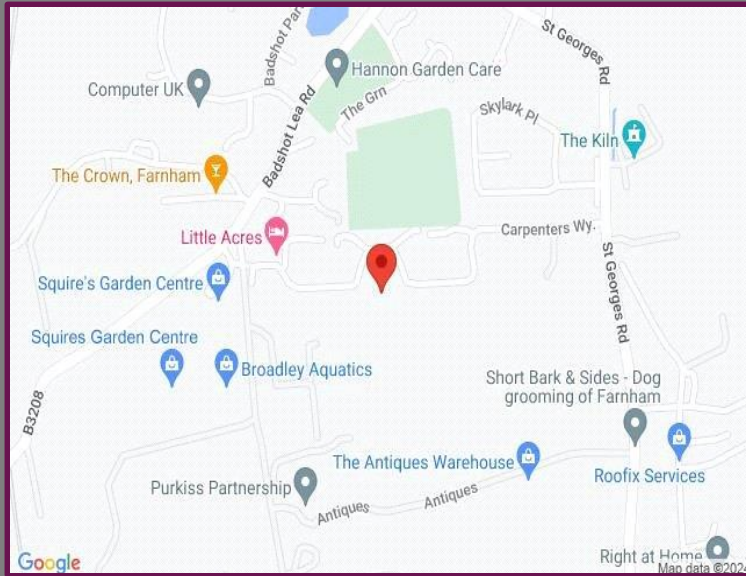 St Georges Rd
Badshot Par
Hannon Garden Care
Computer UK
The Grn
Skylark Pl
Badshot Lea Rd
The Kiln
The Crown, Farnham
Carpenters Wy.
Little Acres
St Georges Rd
Squire's Garden Centre
Squires Garden Centre
Broadley Aquatics
Short Bark & Sides - Dog
grooming of Farnham
B3208
The Antiques Warehouse
Roofix Services
Purkiss Partnership
Antiques
Antiques
Right at Home
Google
Map data ©2024